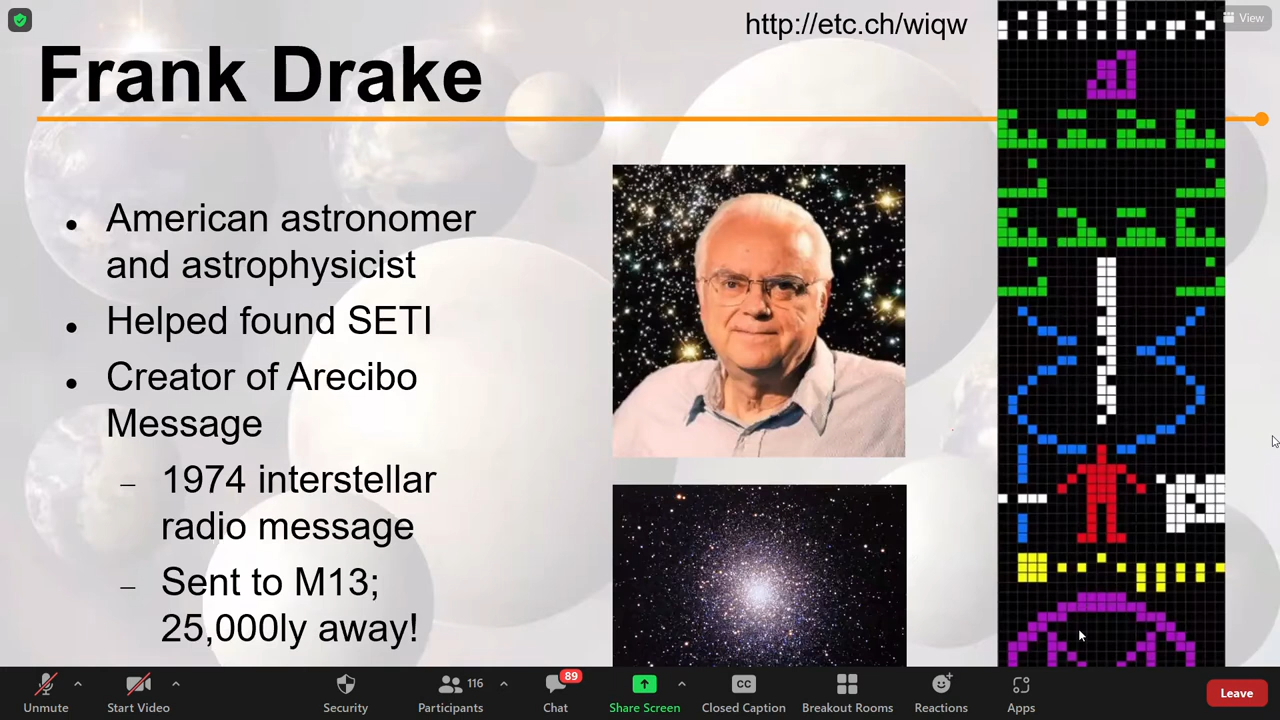 http://etc.ch/wiqw
View
Frank Drake
American astronomer
and astrophysicist
Helped found SETI
Creator of Arecibo
Message
1974 interstellar
radio message
Sent to M13;
25,000ly away!
Unmute
Start Video
Security
116
Participants
89
Chat
Share Screen
CC
Closed Caption
Breakout Rooms
Reactions
Apps
Leave